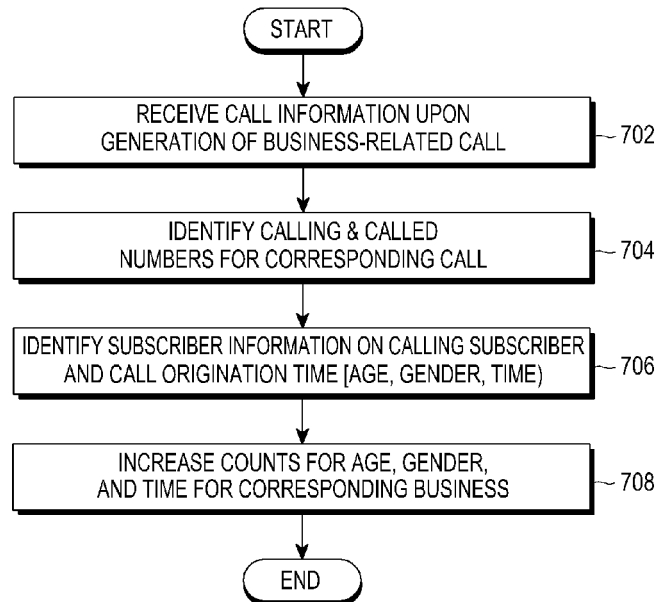 START
RECEIVE CALL INFORMATION UPON
GENERATION OF BUSINESS-RELATED CALL
702
IDENTIFY CALLING & CALLED
NUMBERS FOR CORRESPONDING CALL
704
IDENTIFY SUBSCRIBER INFORMATION ON CALLING SUBSCRIBER
AND CALL ORIGINATION TIME [AGE, GENDER, TIME)
706
INCREASE COUNTS FOR AGE, GENDER,
AND TIME FOR CORRESPONDING BUSINESS
708
END